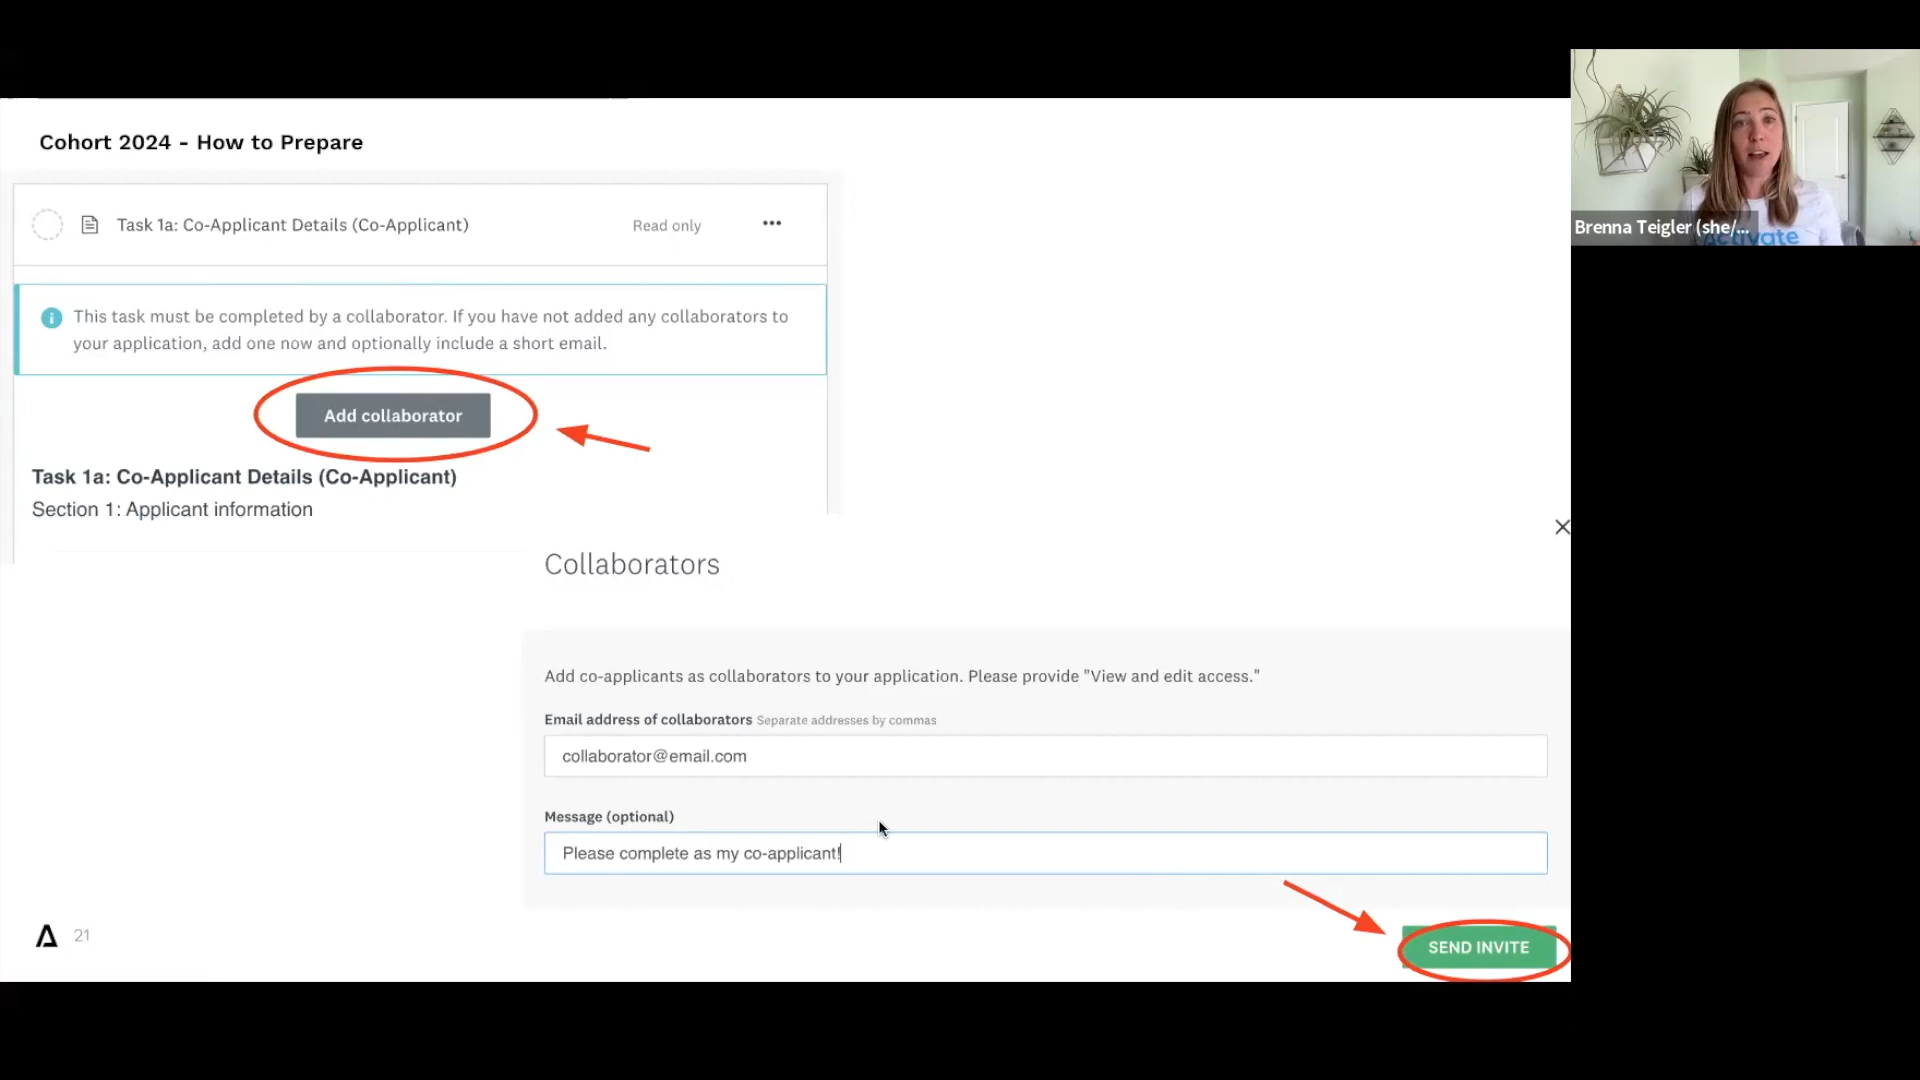 Cohort 2024 - How to Prepare
Task 1a: Co-Applicant Details (Co-Applicant)
Read only
This task must be completed by a collaborator. If you have not added any collaborators to
your application, add one now and optionally include a short email.
Add collaborator
Task 1a: Co-Applicant Details (Co-Applicant)
Section 1: Applicant information
Collaborators
Add co-applicants as collaborators to your application. Please provide "View and edit access."
Email address of collaborators Separate addresses by commas
collaborator@email.com
Message (optional)
Please complete as my co-applicant!
SEND INVITE
21
Brenna Teigler (she/...
Activate